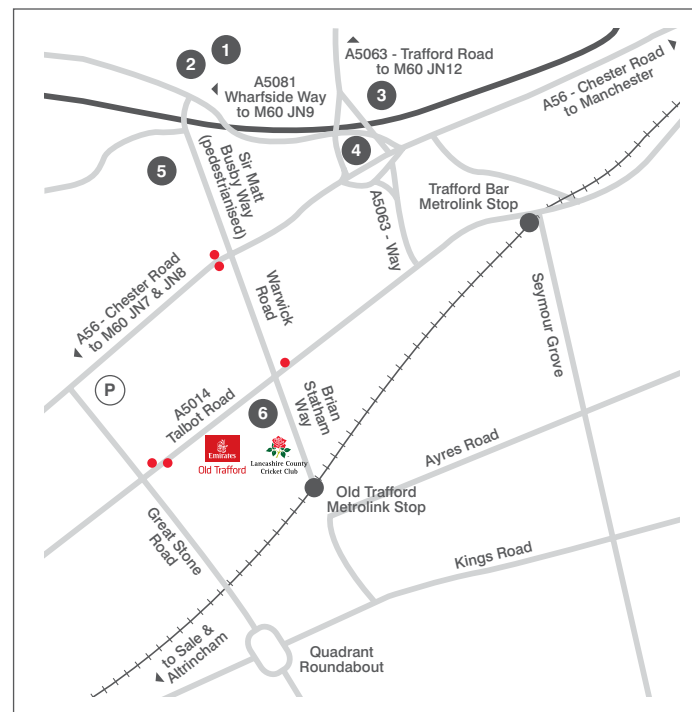 1
2
A5063 - Trafford Road
to M60 JN12
A5081
Wharfside Way
to M60 JN9
3
A56 - Chester Road
to Manchester
4
5
Sir Matt
Busby Way
(pedestrianised)
Trafford Bar
Metrolink Stop
A5063 - Way
A56 - Chester Road
to M60 JN7 & JN8
Warwick
Road
Seymour Grove
P
A5014
Talbot Road
6
Brian
Statham
Way
Emirates
Old Trafford
Lancashire County
Cricket Club
Ayres Road
Old Trafford
Metrolink Stop
Great Stone
Road
Kings Road
to Sale &
Altrincham
Quadrant
Roundabout